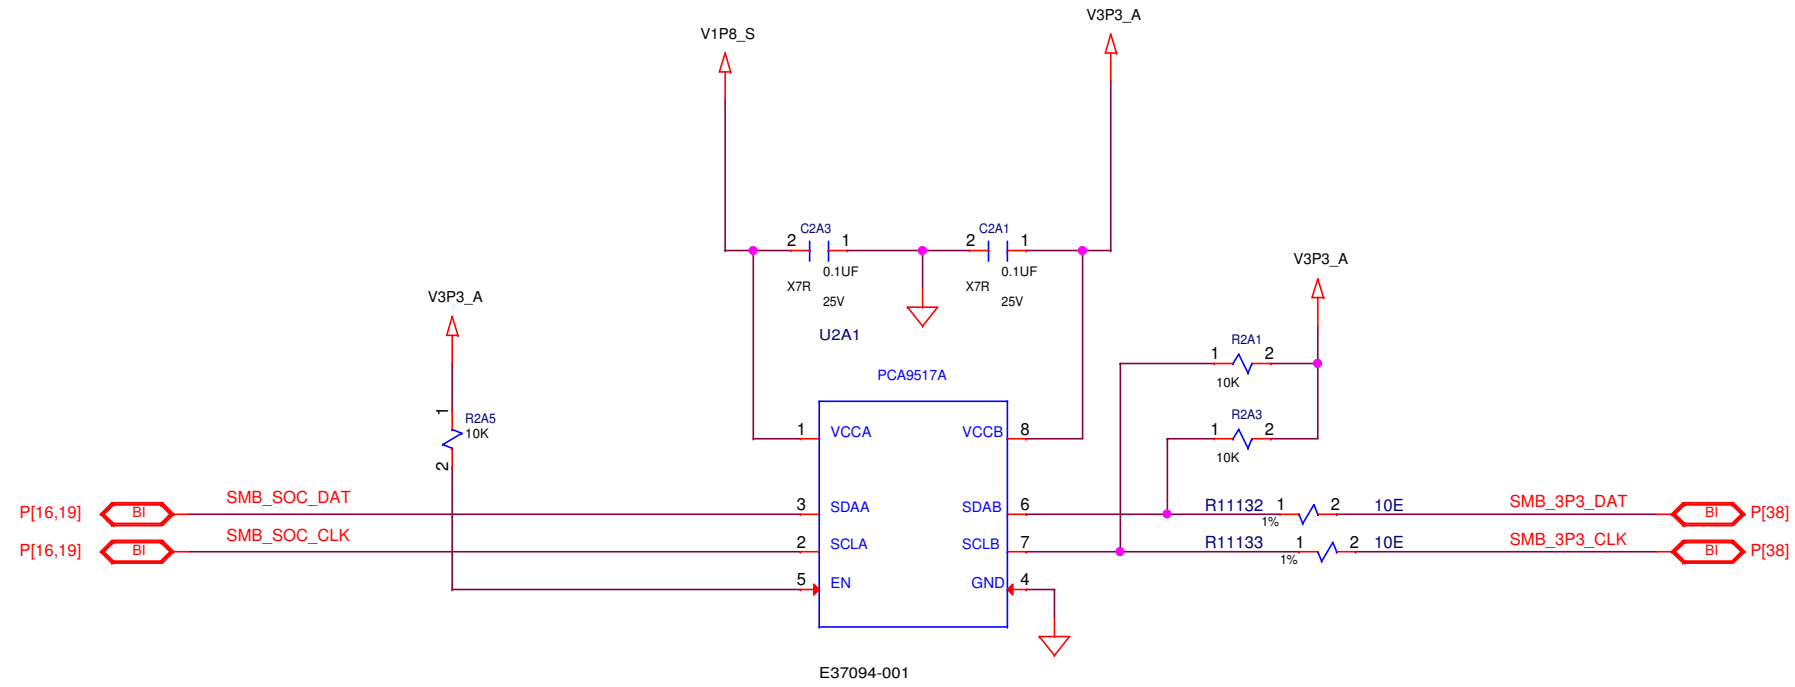 V3P3_A
V1P8_S
C2A3
C2A1
2 1
2 1
0.1UF
0.1UF
X7R
X7R
25V
25V
V3P3_A
V3P3_A
U2A1
R2A1
1 2
10K
PCA9517A
1
R2A5
10K
2
R2A3
1 2
10K
1 VCCA
VCCB 8
SMB_SOC_DAT
P[16,19] BI
3 SDAA
SDAB 6
R11132 1 2 10E
1%
SMB_3P3_DAT
BI P[38]
SMB_SOC_CLK
P[16,19] BI
2 SCLA
SCLB 7
R11133 1 2 10E
1%
SMB_3P3_CLK
BI P[38]
5 EN
GND 4
E37094-001